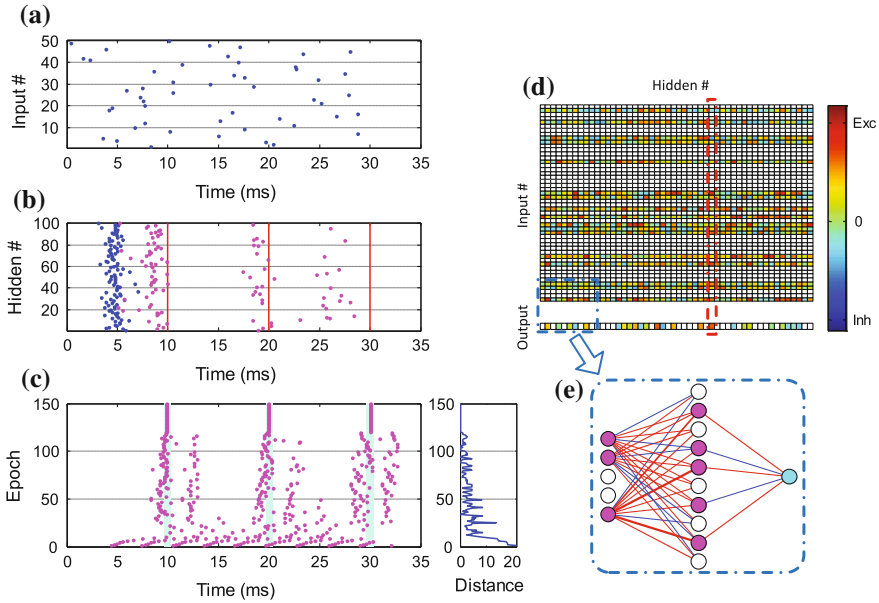 (a)
50
40
30
20
10
Input #
0 5 10 15 20 25 30 35
Time (ms)
(b)
100
80
60
40
20
Hidden #
0 5 10 15 20 25 30 35
Time (ms)
(c)
150
100
50
0
Epoch
0 5 10 15 20 25 30 35
Time (ms)
150
100
50
0
0 10 20
Distance
(d)
Hidden #
Input #
Output
Exc
0
Inh
(e)